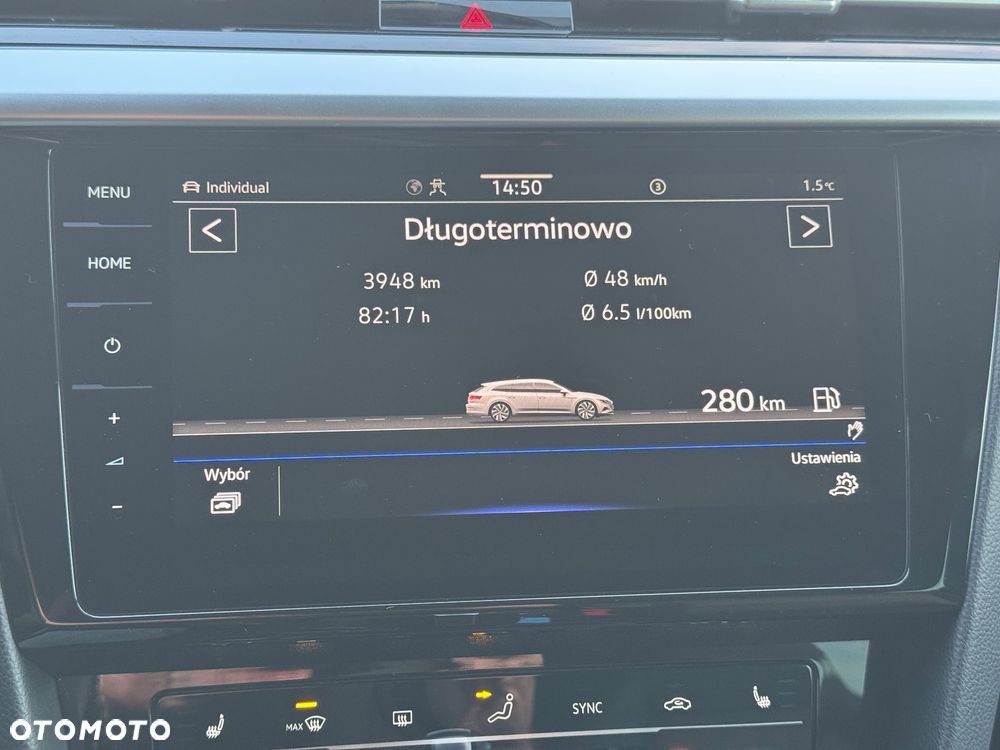 MENU
HOME
Individual
14:50
3
1.5°C
<
Długoterminowo
>
3948 km
Ø 48 km/h
82:17 h
Ø 6.5 l/100km
280 km
Wybór
Ustawienia
MAX
SYNC
OTOMOTO